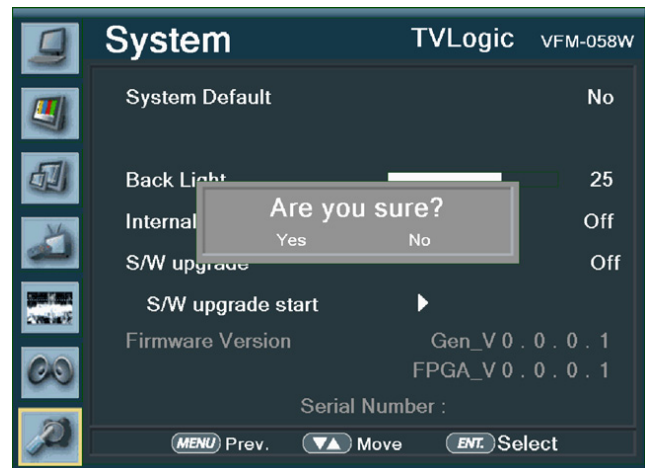 System TVLogic VFM-058W
System Default No
Back Light 25
Are you sure?
Internal Off
Yes No
S/W upgrade Off
S/W upgrade start
Firmware Version Gen_V 0 . 0 . 0 . 1
FPGA_V 0 . 0 . 0 . 1
Serial Number :
MENU Prev. Move ENT. Select